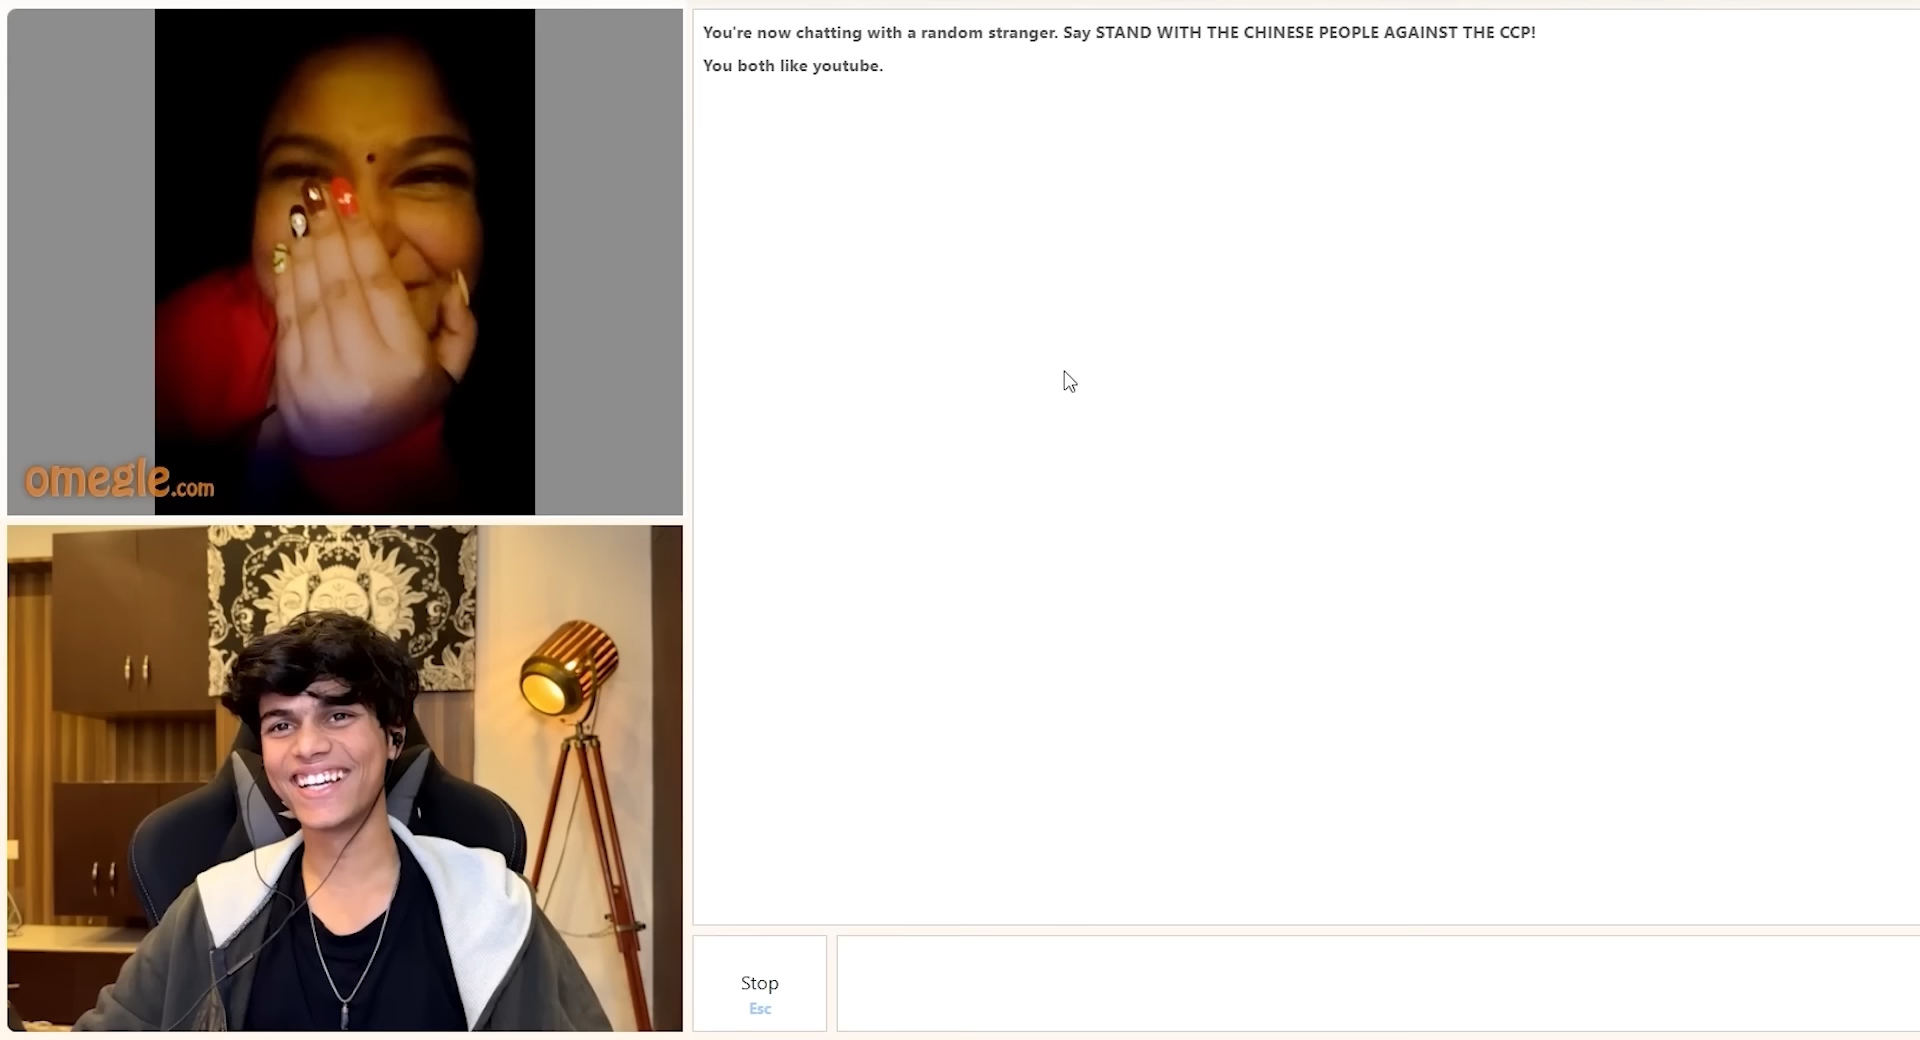 You're now chatting with a random stranger. Say STAND WITH THE CHINESE PEOPLE AGAINST THE CCP!
You both like youtube.
omegle.com
Stop
Esc